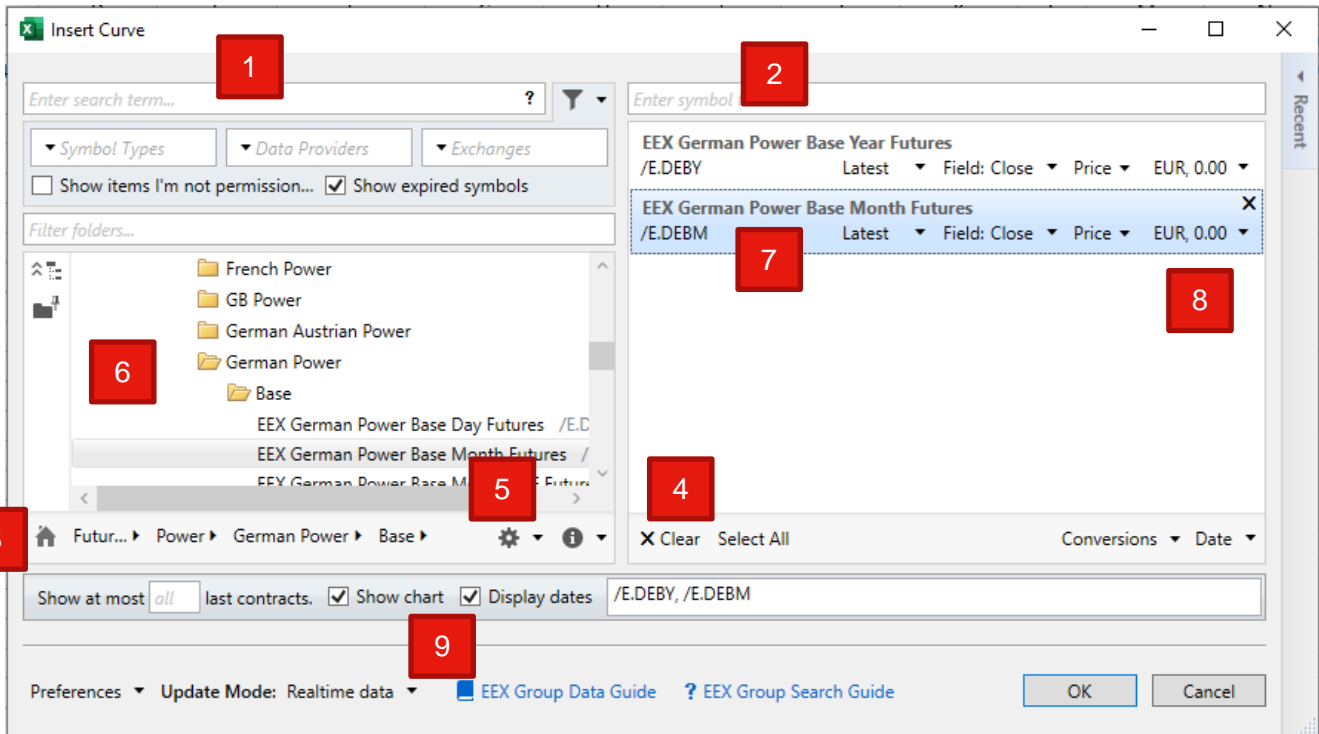 Insert Curve
1
2
Enter search term... ?
Enter symbol
Recent
Symbol Types Data Providers Exchanges
Show items I'm not permission... Show expired symbols
Filter folders...
EEX German Power Base Year Futures
/E.DEBY Latest Field: Close Price EUR, 0.00
EEX German Power Base Month Futures X
/E.DEBM Latest Field: Close Price EUR, 0.00
7
8
French Power
GB Power
German Austrian Power
German Power
6
Base
EEX German Power Base Day Futures /E.D
EEX German Power Base Month Futures /
EEX German Power Base
5
4
Futur... Power German Power Base
X Clear Select All Conversions Date
Show at most all last contracts. Show chart Display dates /E.DEBY, /E.DEBM
9
Preferences Update Mode: Realtime data EEX Group Data Guide ? EEX Group Search Guide OK Cancel